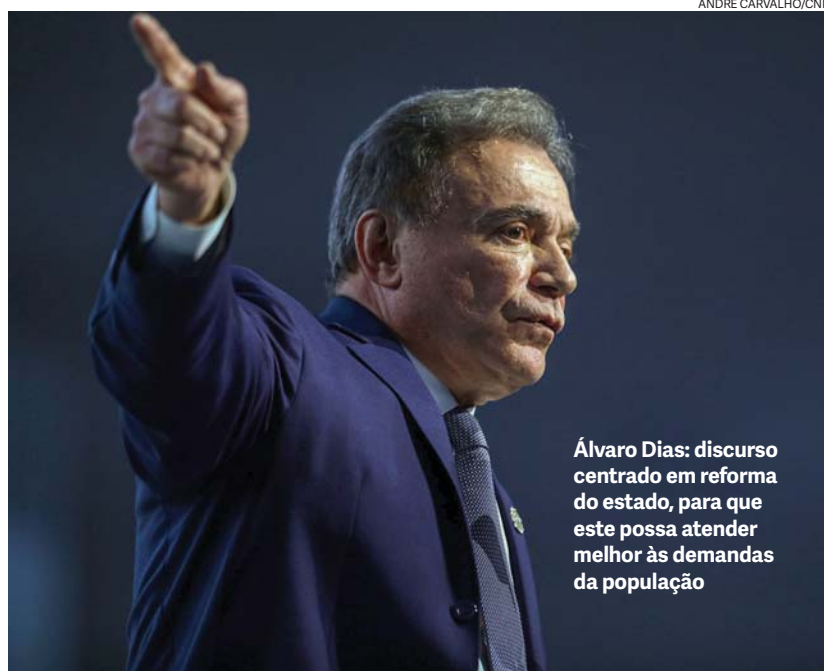 ANDRÉ CARVALHO/CNI
Álvaro Dias: discurso
centrado em reforma
do estado, para que
este possa atender
melhor às demandas
da população